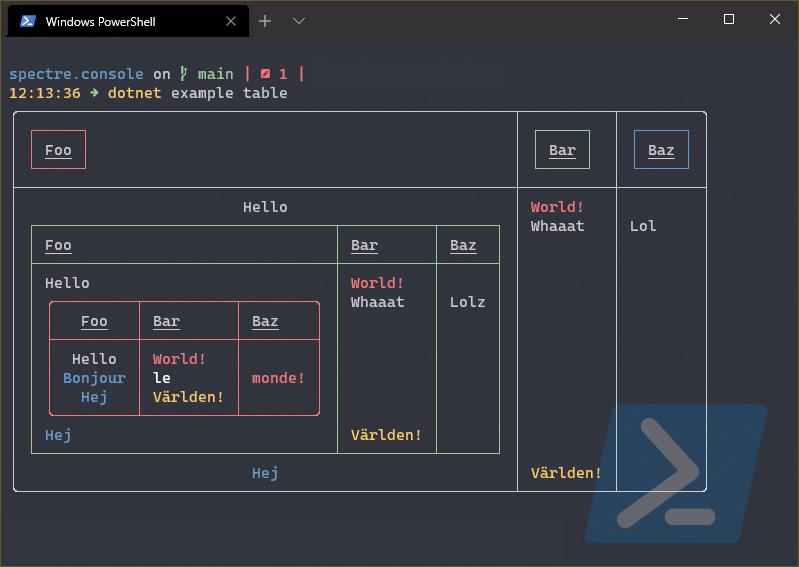 Windows PowerShell
spectre.console on main | 1 |
12:13:36 → dotnet example table
Foo Bar Baz
Hello World!
Whaaat Lol
Foo Bar Baz
Hello World!
Whaaat Lolz
Foo Bar Baz
Hello World!
Bonjour le monde!
Hej Världen!
Hej Världen!
Hej Världen!